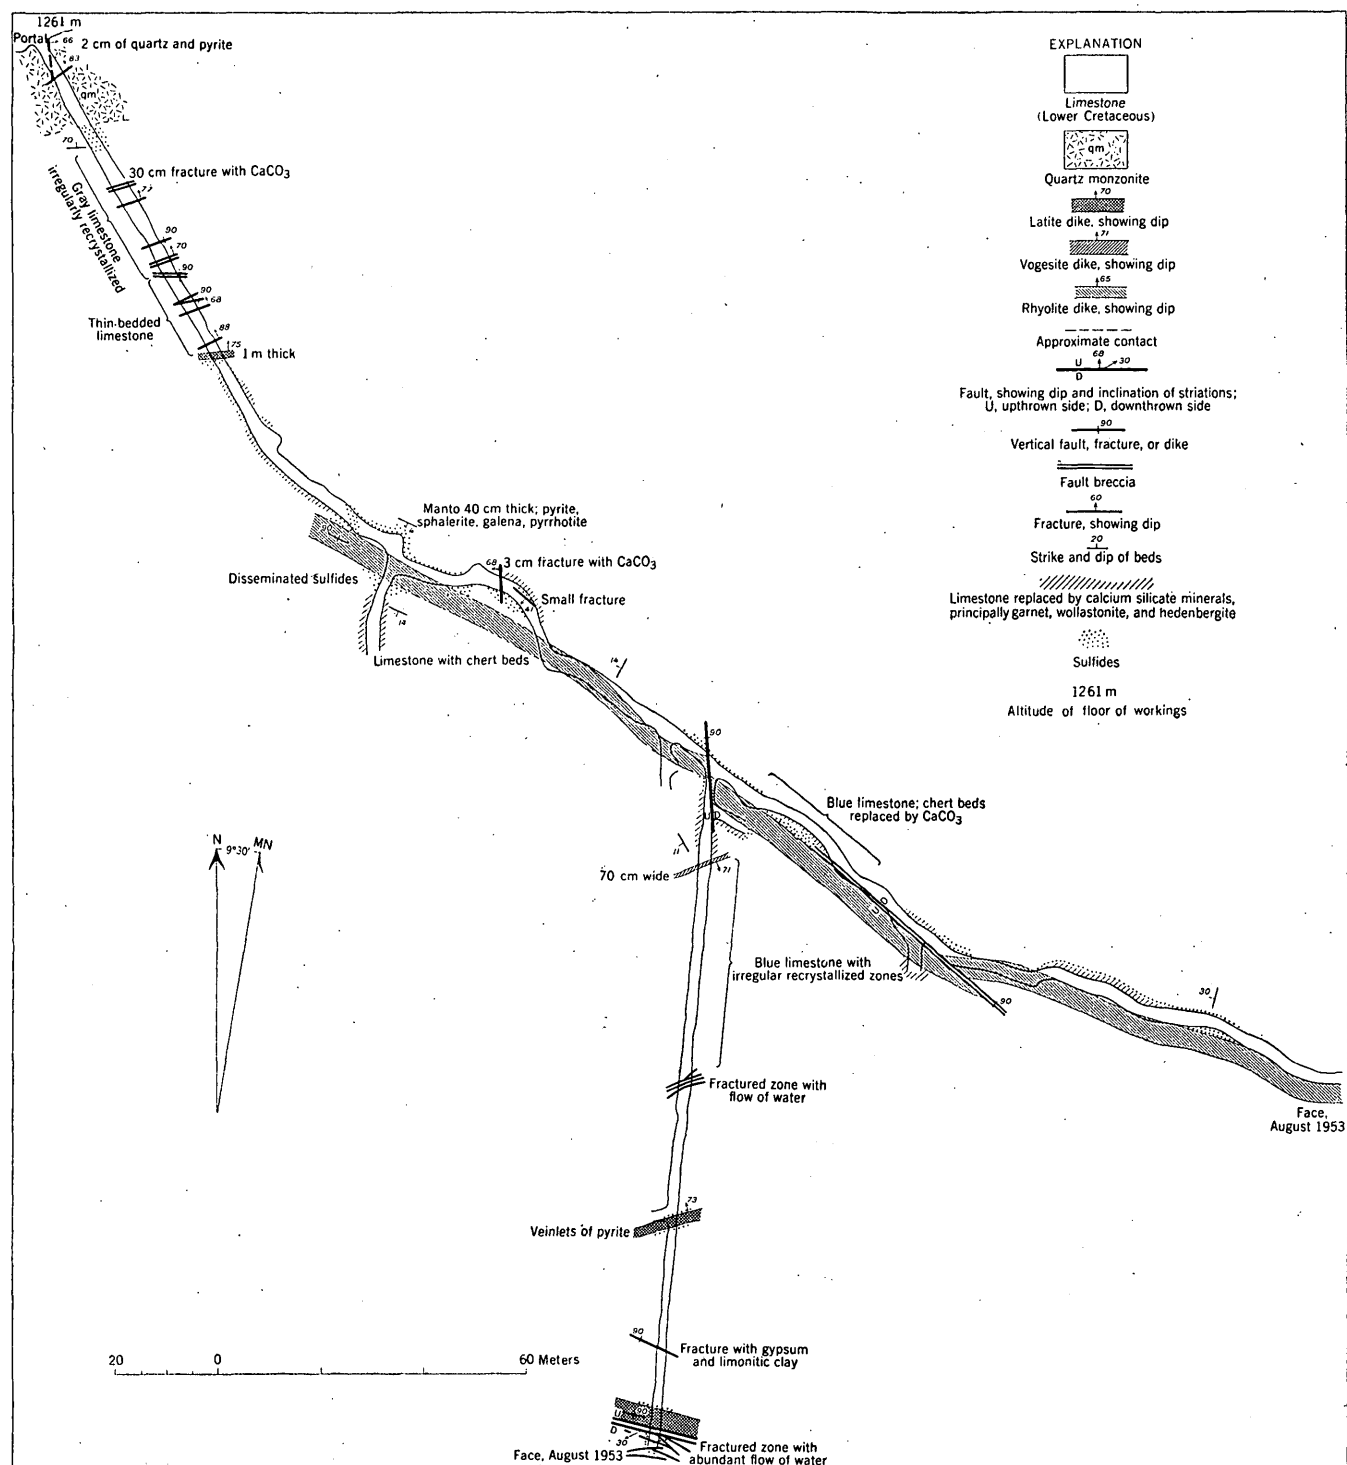 1261 m
Portal
66
2 cm of quartz and pyrite
83
qm
70
30 cm fracture with CaCO3
77
Gray limestone
irregularly recrystallized
90
70
90
90
68
Thin-bedded
limestone
88
75
1 m thick
Manto 40 cm thick; pyrite,
sphalerite, galena, pyrrhotite
90
68
3 cm fracture with CaCO3
Disseminated sulfides
41
Small fracture
14
Limestone with chert beds
14
90
U D
Blue limestone; chert beds
replaced by CaCO3
11
70 cm wide
71
D
U
Blue limestone with
irregular recrystallized zones
90
30
N
MN
9°30'
Fractured zone with
flow of water
Face,
August 1953
73
Veinlets of pyrite
90
Fracture with gypsum
and limonitic clay
20
0
60 Meters
U
90
D
30
Face, August 1953
Fractured zone with
abundant flow of water
EXPLANATION
Limestone
(Lower Cretaceous)
qm
Quartz monzonite
70
Latite dike, showing dip
71
Vogesite dike, showing dip
65
Rhyolite dike, showing dip
Approximate contact
U
68
30
D
Fault, showing dip and inclination of striations;
U, upthrown side; D, downthrown side
90
Vertical fault, fracture, or dike
Fault breccia
60
Fracture, showing dip
20
Strike and dip of beds
Limestone replaced by calcium silicate minerals,
principally garnet, wollastonite, and hedenbergite
Sulfides
1261 m
Altitude of floor of workings